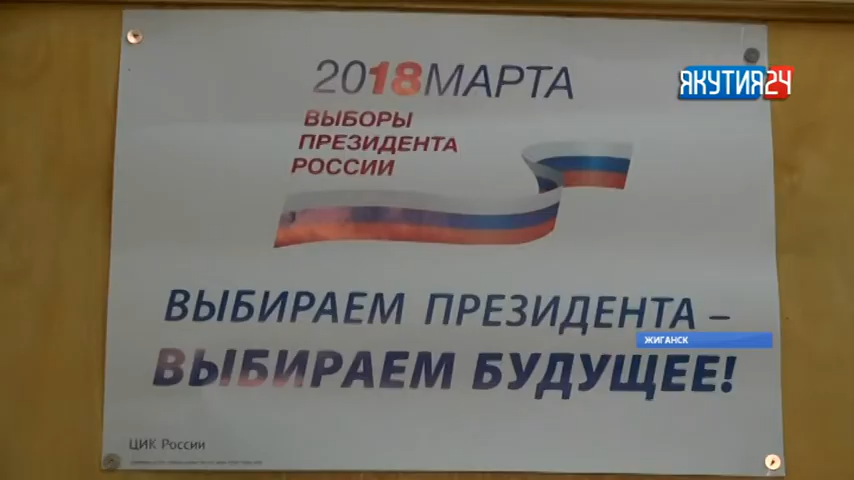 2018МАРТА
ЯКУТИЯ24
ВЫБОРЫ
ПРЕЗИДЕНТА
РОССИИ
ВЫБИРАЕМ ПРЕЗИДЕНТА –
ЖИГАНСК
ВЫБИРАЕМ БУДУЩЕЕ!
ЦИК России